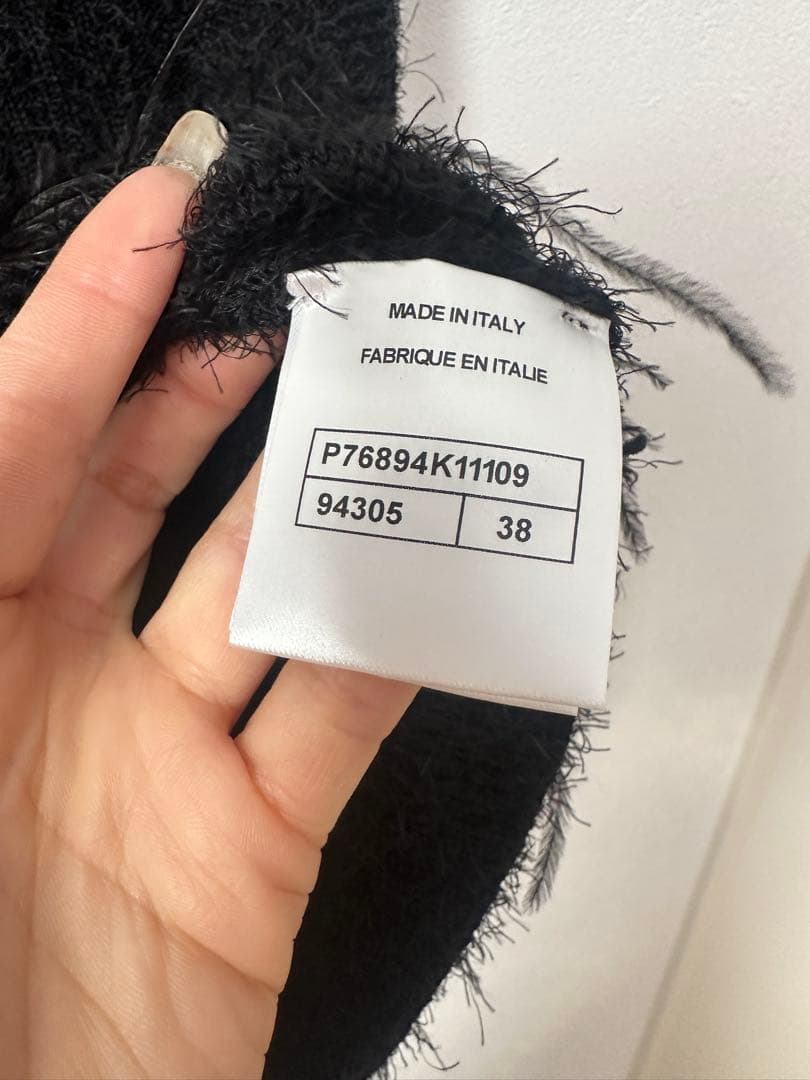 MADE IN ITALY
FABRIQUE EN ITALIE
P76894K11109
94305 38